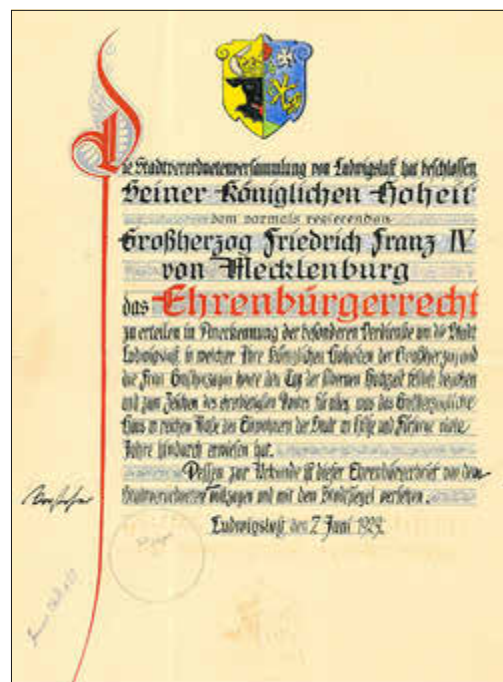 Die Stadtverordnetenversammlung von Ludwigslust hat beschlossen
Seiner Königlichen Hoheit
dem vormals regierenden
Großherzog Friedrich Franz IV
von Mecklenburg
das Ehrenbürgerrecht
zu erteilen in Anerkennung der besonderen Verdienste um die Stadt
Ludwigslust, in welcher Ihre Königlichen Hoheiten der Großherzog und
die Frau Großherzogin heute den Tag der silbernen Hochzeit festlich begehen
und zum Zeichen des ehrerbietigen Dankes für alles, was das Großherzogliche
Haus in reichem Maße den Einwohnern der Stadt an Hilfe und Fürsorge viele
Jahre hindurch erwiesen hat.
Dessen zur Urkunde ist dieser Ehrenbürgerbrief von den
Stadtverordneten vollzogen und mit dem Stadtsiegel versehen.
Ludwigslust, den 7 Juni 1929.